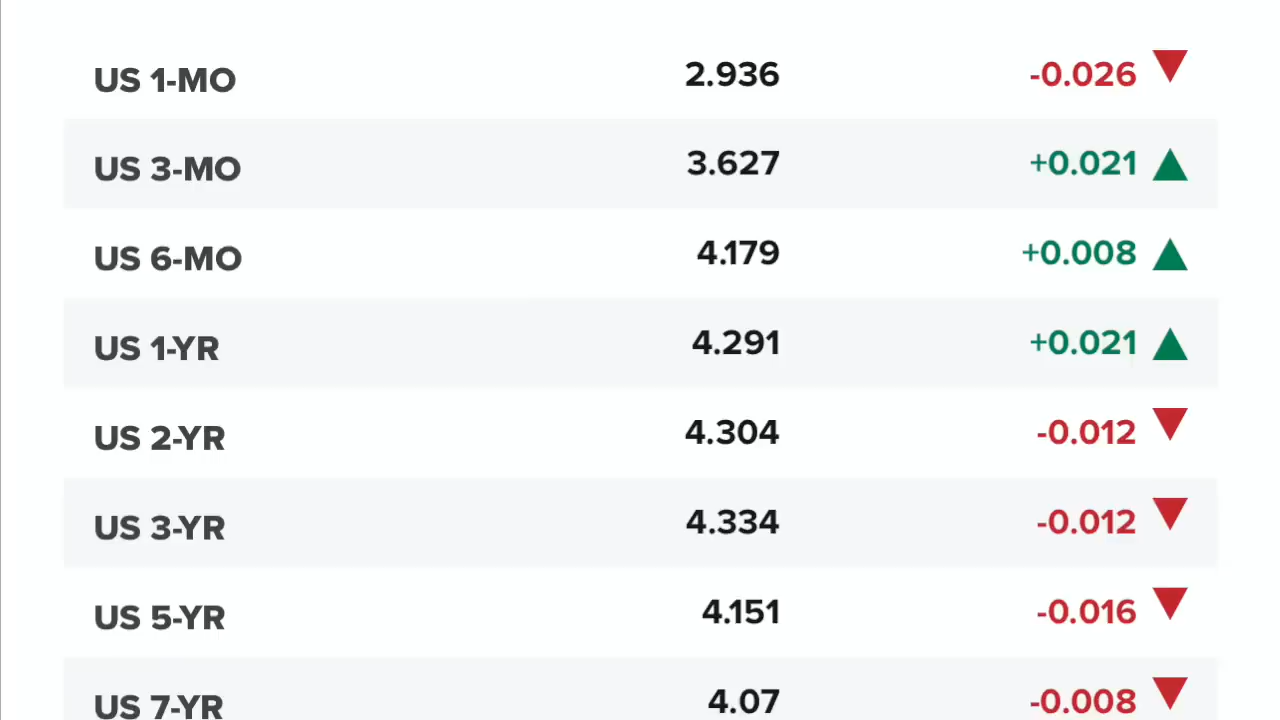 US 1-MO 2.936 -0.026
US 3-MO 3.627 +0.021
US 6-MO 4.179 +0.008
US 1-YR 4.291 +0.021
US 2-YR 4.304 -0.012
US 3-YR 4.334 -0.012
US 5-YR 4.151 -0.016
US 7-YR 4.07 -0.008